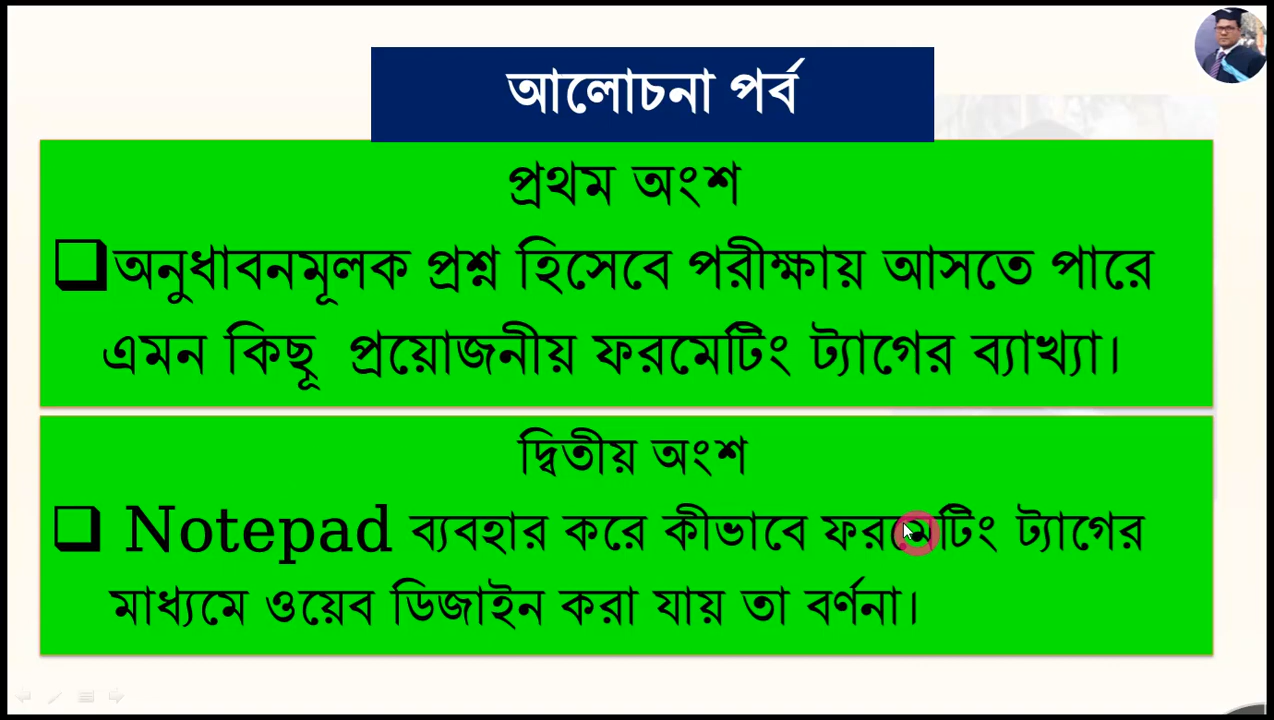 আলোচনা পর্ব
প্রথম অংশ
অনুধাবনমূলক প্রশ্ন হিসেবে পরীক্ষায় আসতে পারে
এমন কিছূ প্রয়োজনীয় ফরমেটিং ট্যাগের ব্যাখ্যা।
দ্বিতীয় অংশ
Notepad ব্যবহার করে কীভাবে ফরমেটিং ট্যাগের
মাধ্যমে ওয়েব ডিজাইন করা যায় তা বর্ণনা।